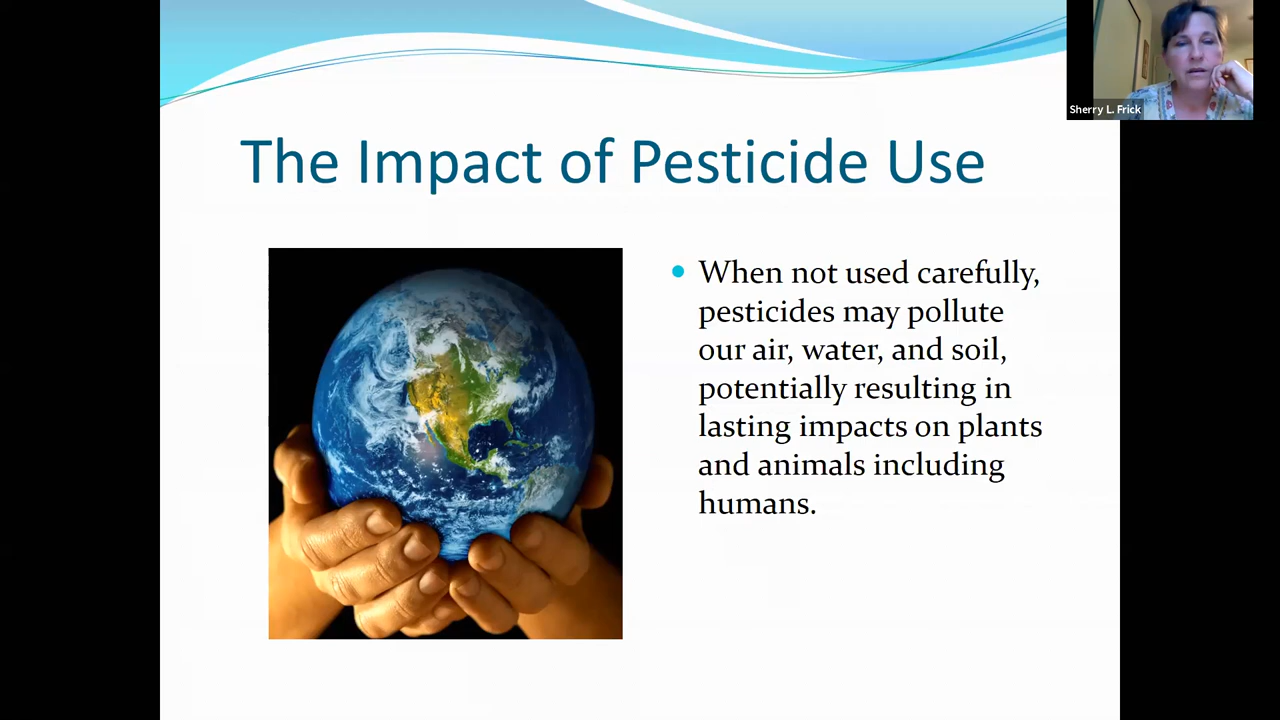 Sherry L. Frick
The Impact of Pesticide Use
When not used carefully,
pesticides may pollute
our air, water, and soil,
potentially resulting in
lasting impacts on plants
and animals including
humans.